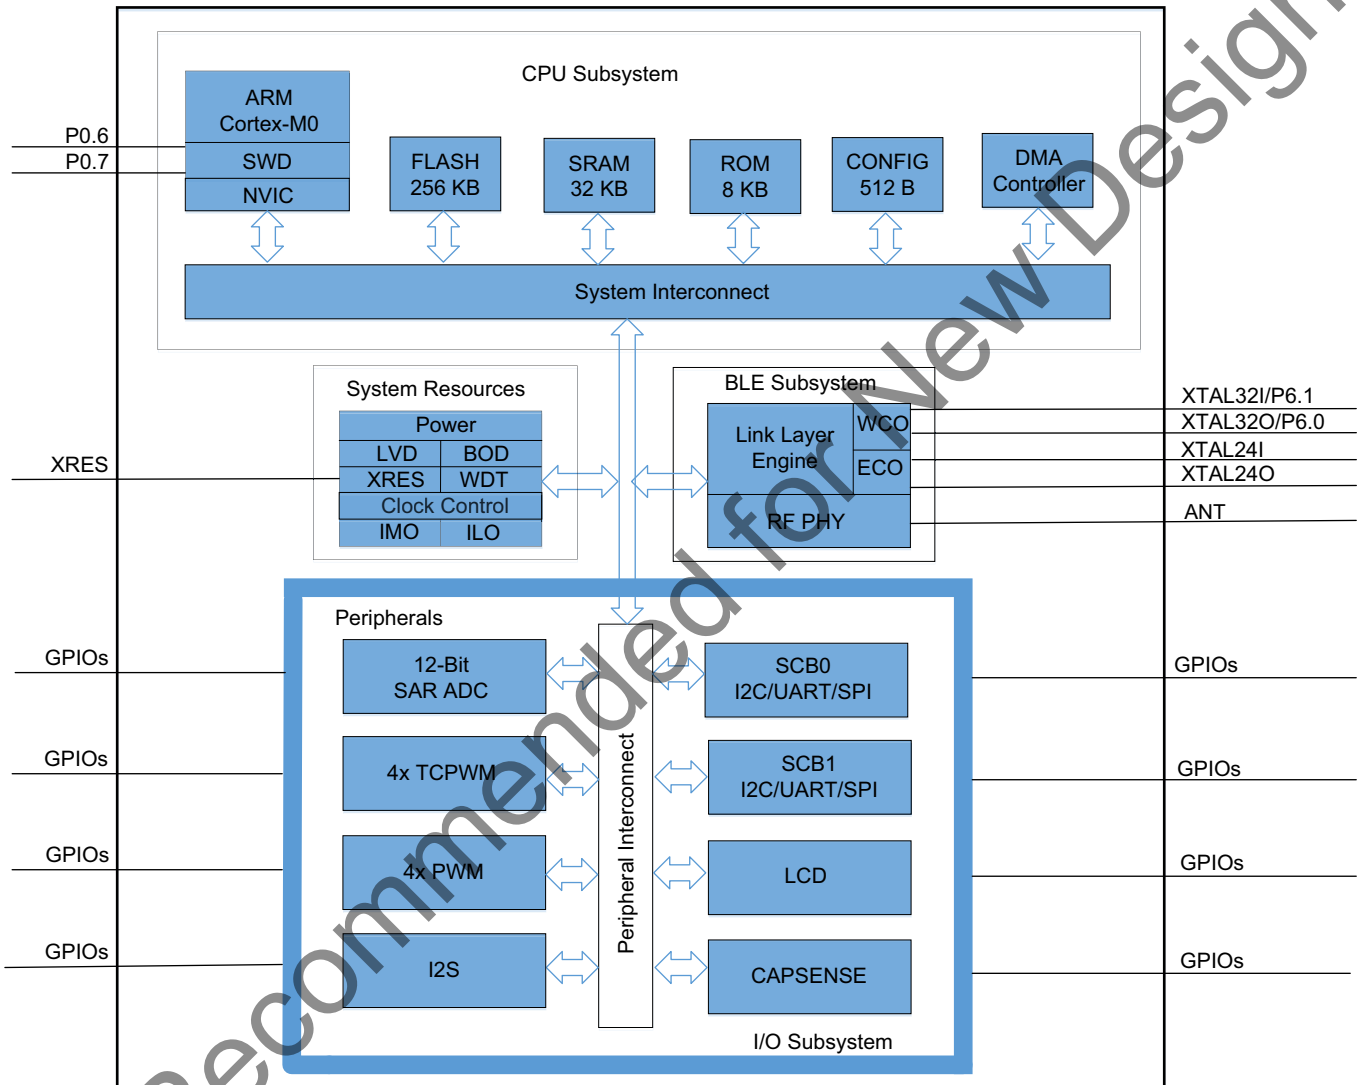 CPU Subsystem
ARM
Cortex-M0
SWD
NVIC
P0.6
P0.7
FLASH
256 KB
SRAM
32 KB
ROM
8 KB
CONFIG
512 B
DMA
Controller
System Interconnect
System Resources
Power
LVD BOD
XRES WDT
Clock Control
IMO ILO
XRES
BLE Subsystem
Link Layer
Engine
WCO
ECO
RF PHY
XTAL32I/P6.1
XTAL32O/P6.0
XTAL24I
XTAL24O
ANT
Peripherals
GPIOs
12-Bit
SAR ADC
GPIOs
4x TCPWM
GPIOs
4x PWM
GPIOs
I2S
Peripheral Interconnect
SCB0
I2C/UART/SPI
GPIOs
SCB1
I2C/UART/SPI
GPIOs
LCD
GPIOs
CAPSENSE
GPIOs
I/O Subsystem
Recommended for New Design